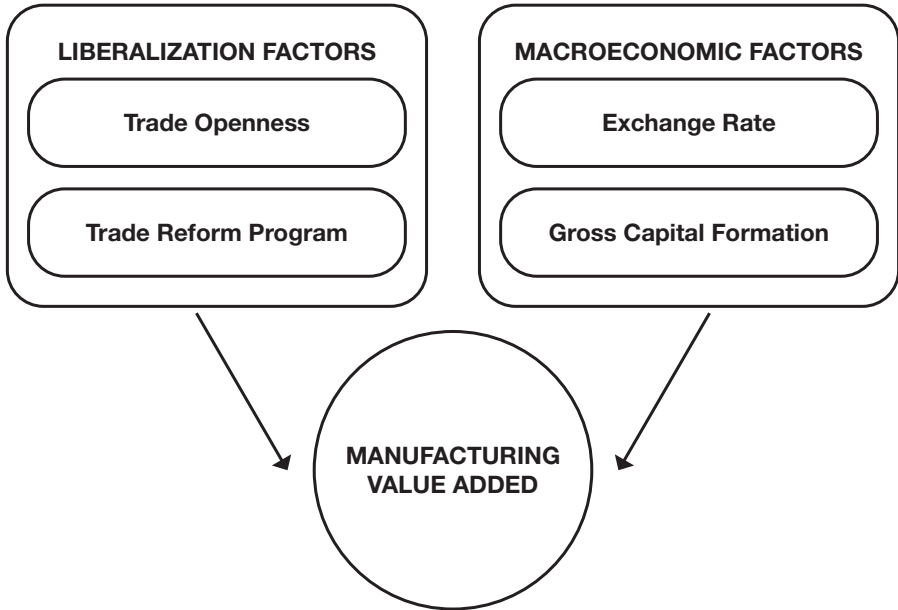 LIBERALIZATION FACTORS
Trade Openness
Trade Reform Program
MACROECONOMIC FACTORS
Exchange Rate
Gross Capital Formation
MANUFACTURING
VALUE ADDED